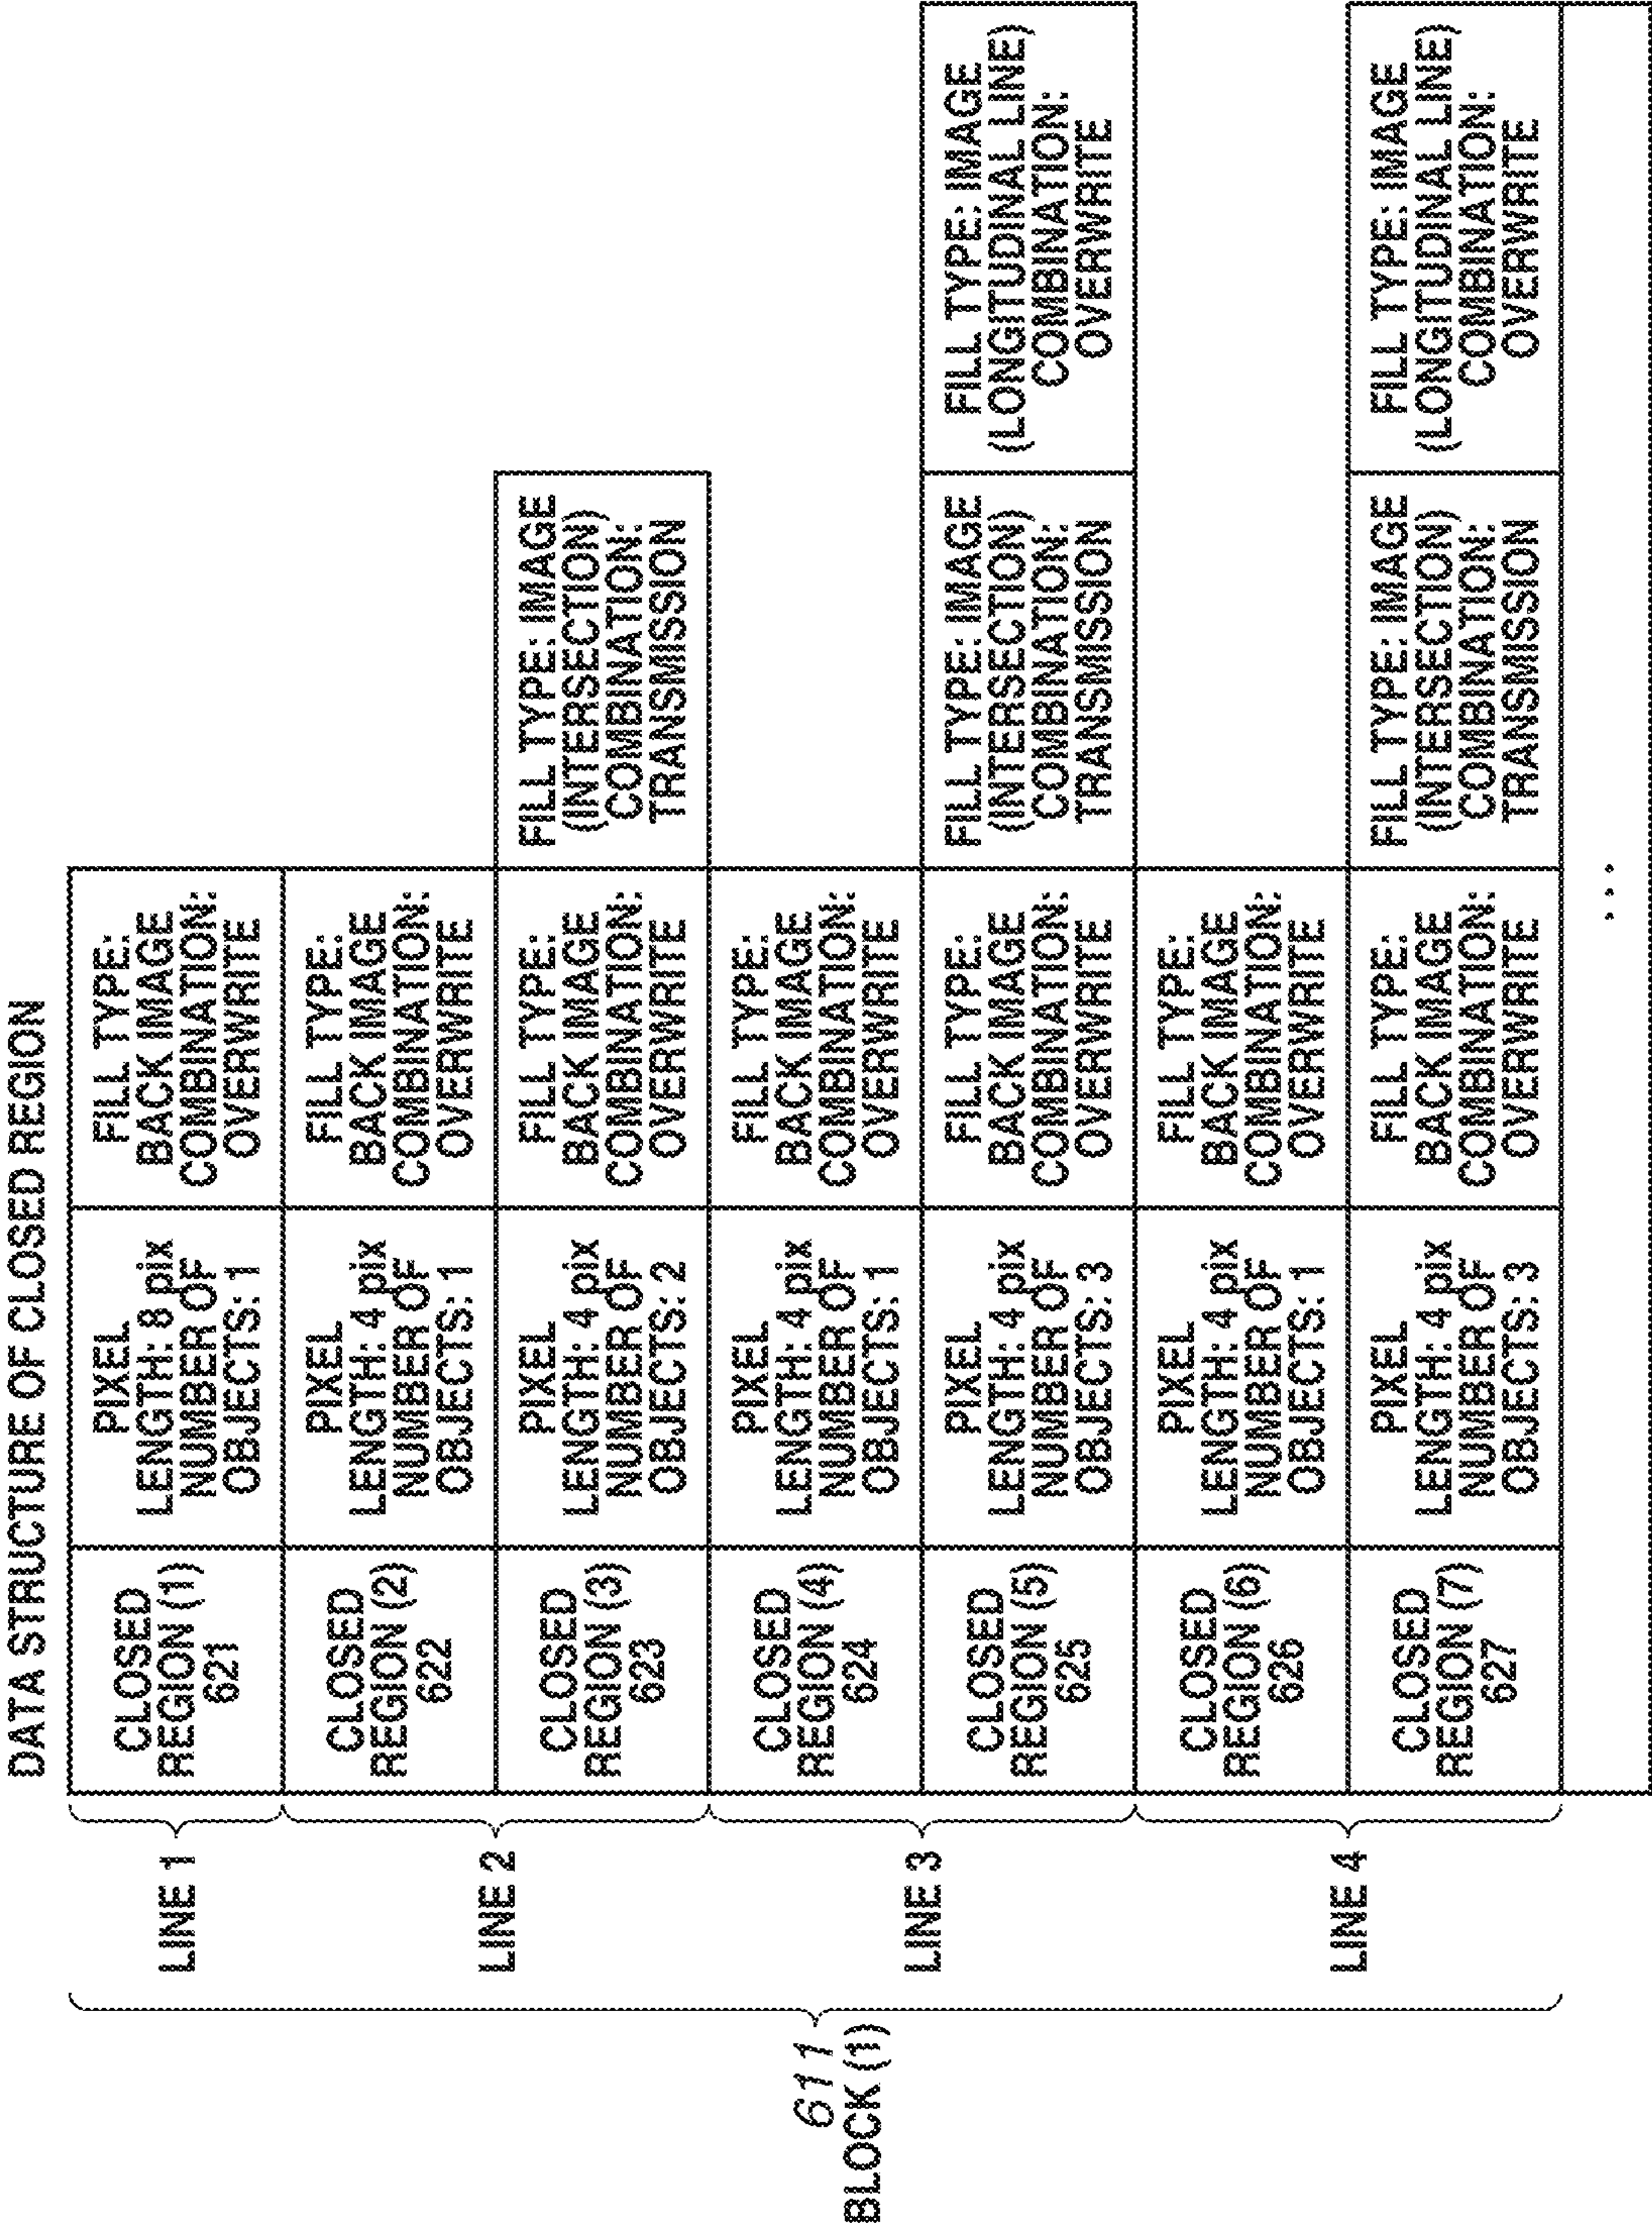 DATA STRUCTURE OF CLOSED REGION
611
BLOCK (1)
LINE 1
CLOSED
REGION (1)
621
PIXEL
LENGTH: 8 pix
NUMBER OF
OBJECTS: 1
FILL TYPE:
BACK IMAGE
COMBINATION:
OVERWRITE
LINE 2
CLOSED
REGION (2)
622
PIXEL
LENGTH: 4 pix
NUMBER OF
OBJECTS: 1
FILL TYPE:
BACK IMAGE
COMBINATION:
OVERWRITE
CLOSED
REGION (3)
623
PIXEL
LENGTH: 4 pix
NUMBER OF
OBJECTS: 2
FILL TYPE:
BACK IMAGE
COMBINATION:
OVERWRITE
FILL TYPE: IMAGE
(INTERSECTION)
COMBINATION:
TRANSMISSION
LINE 3
CLOSED
REGION (4)
624
PIXEL
LENGTH: 4 pix
NUMBER OF
OBJECTS: 1
FILL TYPE:
BACK IMAGE
COMBINATION:
OVERWRITE
CLOSED
REGION (5)
625
PIXEL
LENGTH: 4 pix
NUMBER OF
OBJECTS: 3
FILL TYPE:
BACK IMAGE
COMBINATION:
OVERWRITE
FILL TYPE: IMAGE
(INTERSECTION)
COMBINATION:
TRANSMISSION
FILL TYPE: IMAGE
(LONGITUDINAL LINE)
COMBINATION:
OVERWRITE
LINE 4
CLOSED
REGION (6)
626
PIXEL
LENGTH: 4 pix
NUMBER OF
OBJECTS: 1
FILL TYPE:
BACK IMAGE
COMBINATION:
OVERWRITE
CLOSED
REGION (7)
627
PIXEL
LENGTH: 4 pix
NUMBER OF
OBJECTS: 3
FILL TYPE:
BACK IMAGE
COMBINATION:
OVERWRITE
FILL TYPE: IMAGE
(INTERSECTION)
COMBINATION:
TRANSMISSION
FILL TYPE: IMAGE
(LONGITUDINAL LINE)
COMBINATION:
OVERWRITE
...